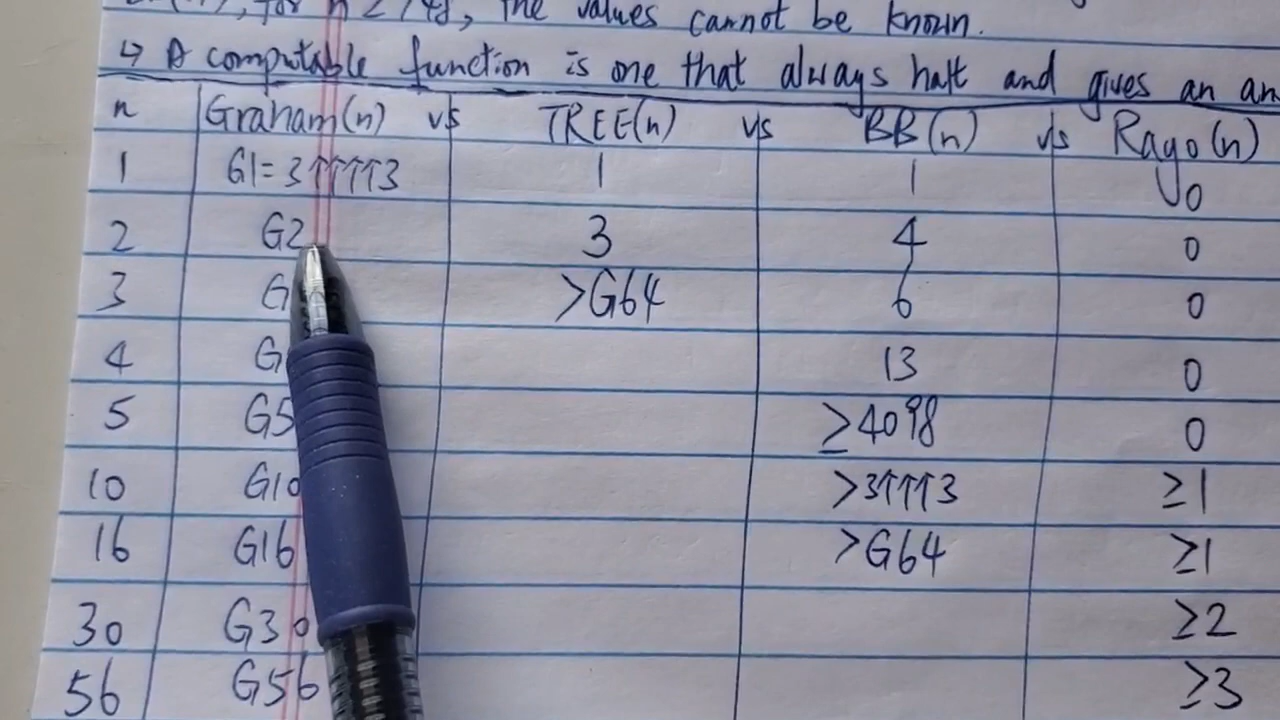 for n ≥ 748, the values cannot be known.
↳ A computable function is one that always halt and gives an an
n Graham(n) vs TREE(n) vs BB(n) vs Rayo(n)
1 G1=3↑↑↑↑3 1 1 0
2 G2 3 4 0
3 G >G64 6 0
4 G 13 0
5 G5 ≥4098 0
10 G10 >3↑↑↑3 ≥1
16 G16 >G64 ≥1
30 G30 ≥2
56 G56 ≥3